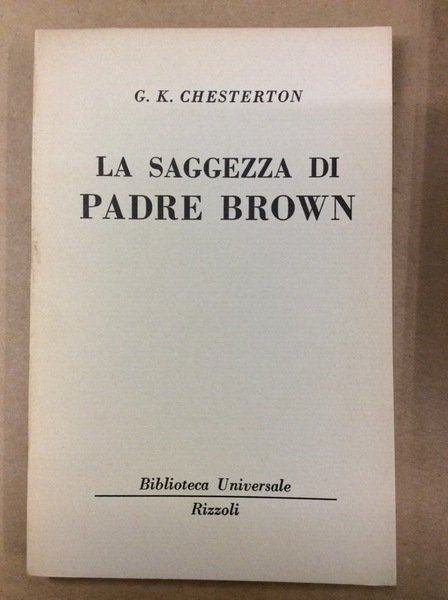 G. K. CHESTERTON
LA SAGGEZZA DI
PADRE BROWN
Biblioteca Universale
Rizzoli